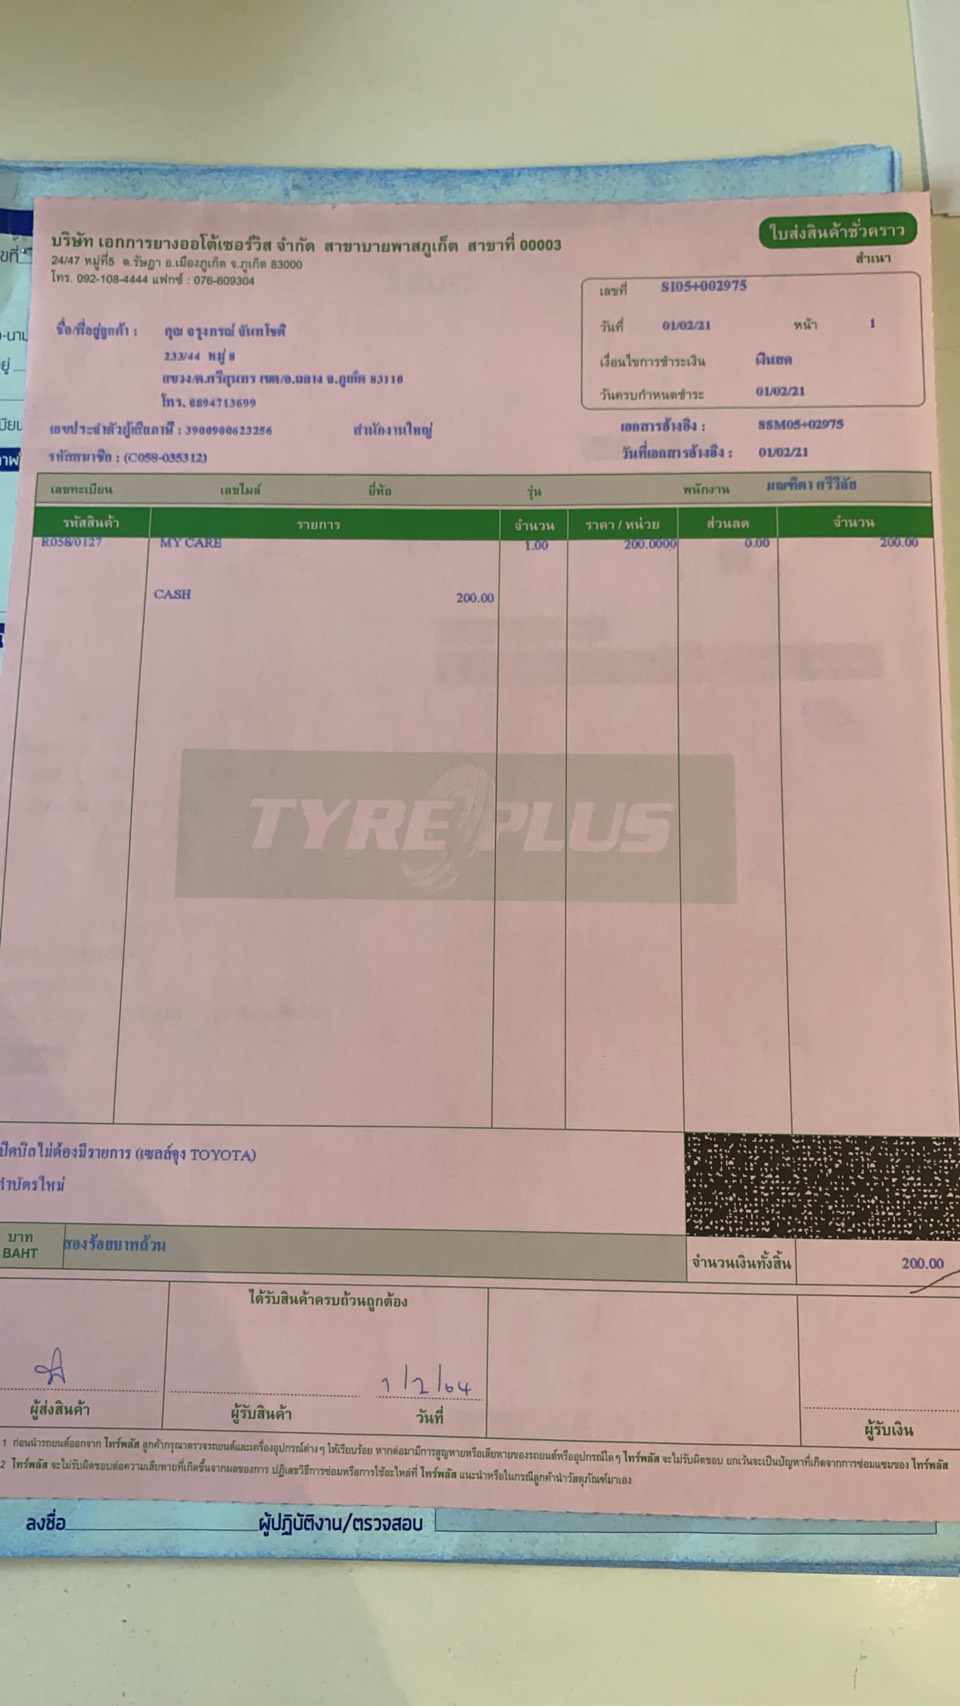 บริษัท เอกการยางออโต้เซอร์วิส จำกัด สาขาบายพาสภูเก็ต สาขาที่ 00003
24/47 หมู่ที่5 ต.รัษฎา อ.เมืองภูเก็ต จ.ภูเก็ต 83000
โทร. 092-108-4444 แฟกซ์ : 076-609304
ใบส่งสินค้าชั่วคราว
สำเนา
เลขที่ SI05+002975
วันที่ 01/02/21 หน้า 1
เงื่อนไขการชำระเงิน เงินสด
วันครบกำหนดชำระ 01/02/21
ชื่อ/ที่อยู่ลูกค้า : คุณ จรูงภรณ์ จันทโชติ
233/44 หมู่ 8
แขวง/ต.ศรีสุนทร เขต/อ.ถลาง จ.ภูเก็ต 83110
โทร. 0894713699
เลขประจำตัวผู้เสียภาษี : 3900900623256 สำนักงานใหญ่
รหัสสมาชิก : (C058-035312)
เอกสารอ้างอิง : SSM05+02975
วันที่เอกสารอ้างอิง : 01/02/21
เลขทะเบียน เลขไมล์ ยี่ห้อ รุ่น พนักงาน มณฑิตา ศรีวิลัย
รหัสสินค้า รายการ จำนวน ราคา / หน่วย ส่วนลด จำนวน
R058/0127 MY CARE 1.00 200.0000 0.00 200.00
CASH 200.00
TYREPLUS
ปิดบิลไม่ต้องมีรายการ (เซลล์จุง TOYOTA)
ทำบัตรใหม่
บาท
BAHT
สองร้อยบาทถ้วน
จำนวนเงินทั้งสิ้น 200.00
ได้รับสินค้าครบถ้วนถูกต้อง
1/2/64
ผู้ส่งสินค้า ผู้รับสินค้า วันที่ ผู้รับเงิน
1 ก่อนนำรถยนต์ออกจาก ไทร์พลัส ลูกค้ากรุณาตรวจรถยนต์และเครื่องอุปกรณ์ต่างๆ ให้เรียบร้อย หากต่อมามีการสูญหายหรือเสียหายของรถยนต์หรืออุปกรณ์ใดๆ ไทร์พลัส จะไม่รับผิดชอบ ยกเว้นจะเป็นปัญหาที่เกิดจากการซ่อมแซมของ ไทร์พลัส
2 ไทร์พลัส จะไม่รับผิดชอบต่อความเสียหายที่เกิดขึ้นจากผลของการ ปฏิเสธวิธีการซ่อมหรือการใช้อะไหล่ที่ ไทร์พลัส แนะนำหรือในกรณีลูกค้านำวัสดุภัณฑ์มาเอง
ลงชื่อ ผู้ปฏิบัติงาน/ตรวจสอบ